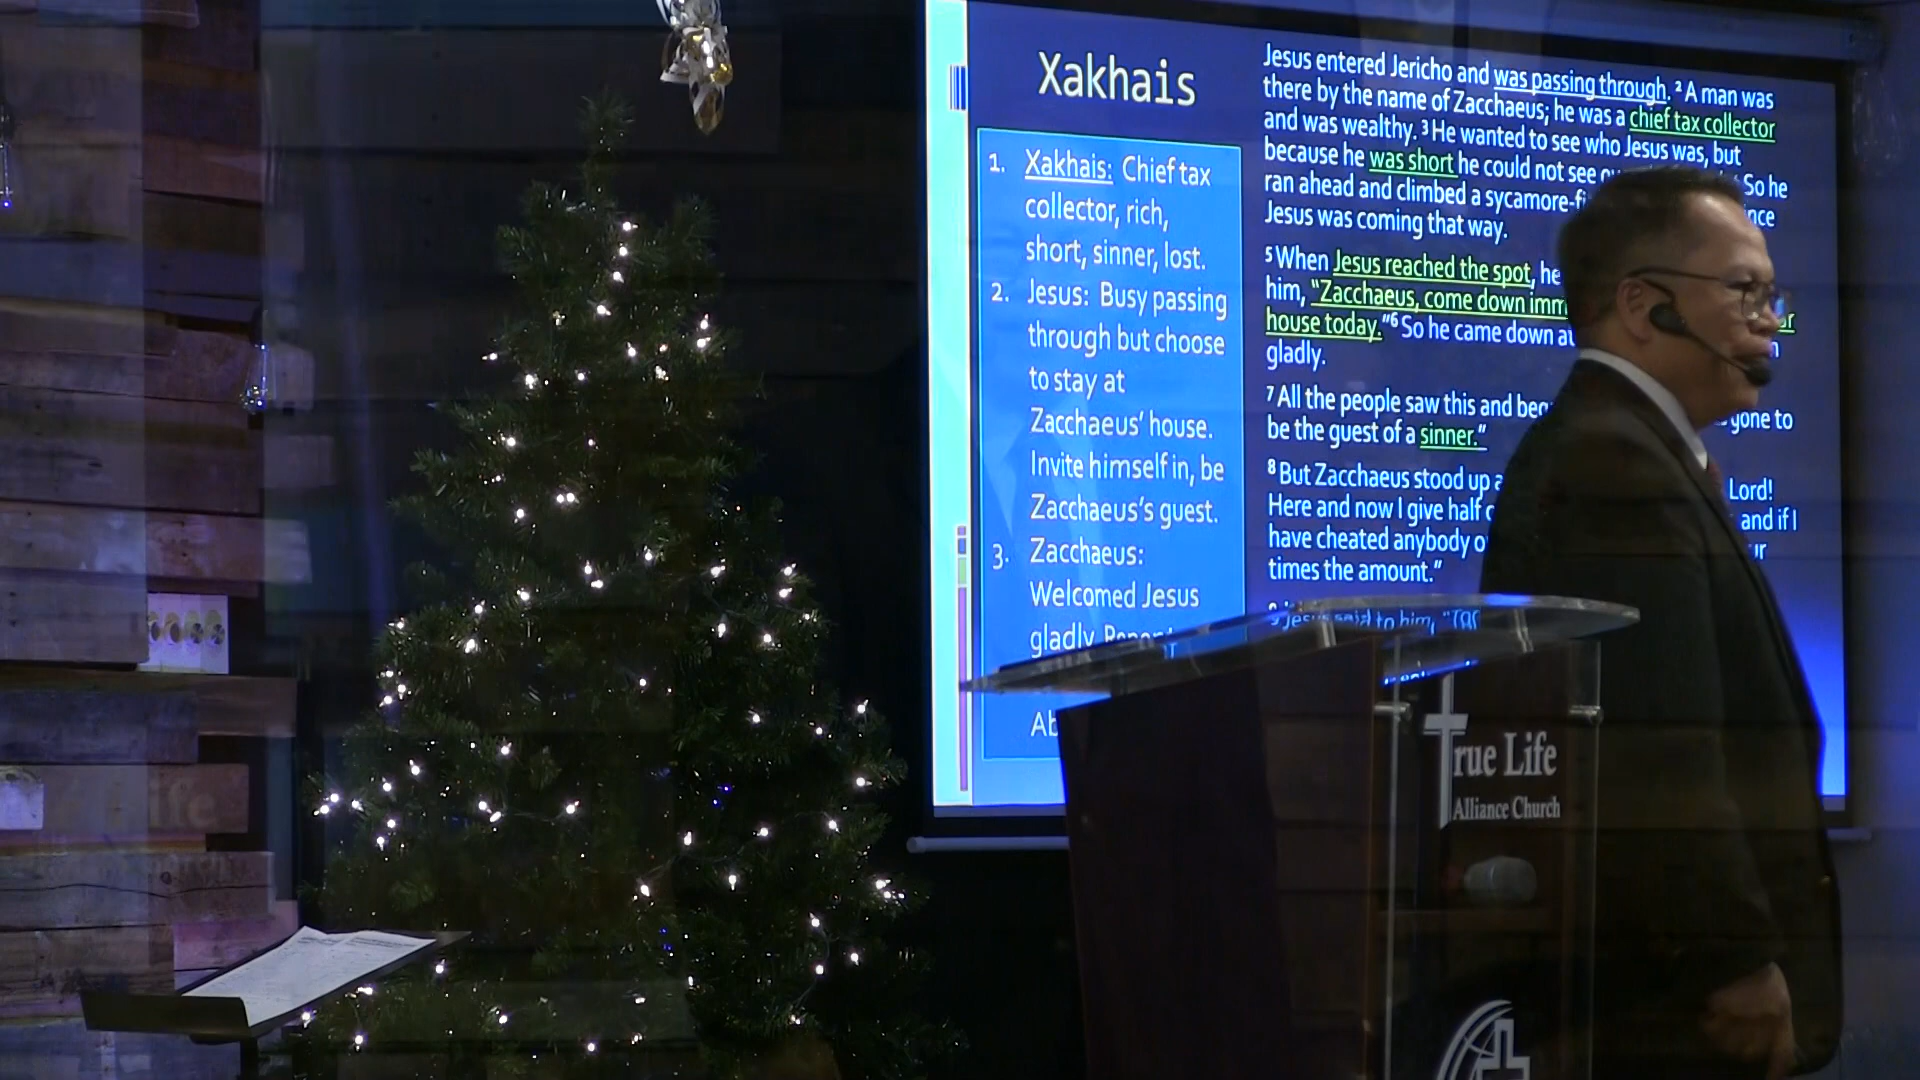 Xakhais
1. Xakhais: Chief tax
collector, rich,
short, sinner, lost.
2. Jesus: Busy passing
through but choose
to stay at
Zacchaeus' house.
Invite himself in, be
Zacchaeus's guest.
3. Zacchaeus:
Welcomed Jesus
gladly.
Jesus entered Jericho and was passing through. ² A man was
there by the name of Zacchaeus; he was a chief tax collector
and was wealthy. ³ He wanted to see who Jesus was, but
because he was short he could not see So he
ran ahead and climbed a
Jesus was coming that way.
⁵ When Jesus reached the spot, he
him, "Zacchaeus, come down
house today." ⁶ So he came down
gladly.
⁷ All the people saw this and gone to
be the guest of a sinner."
⁸ But Zacchaeus stood up Lord!
Here and now I give half and if I
have cheated anybody
times the amount."
⁹ Jesus said to him,
True Life
Alliance Church